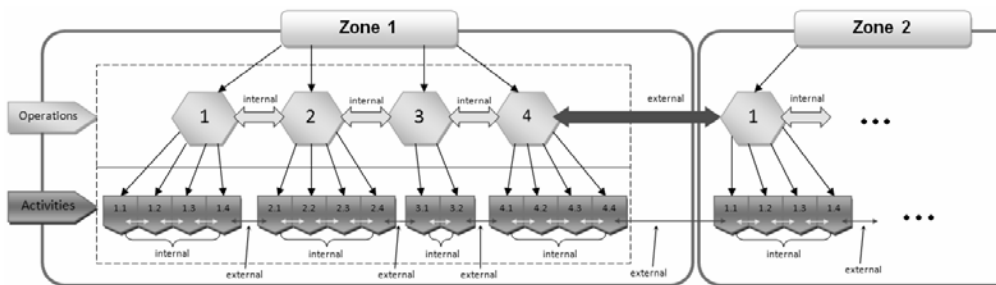 Zone 1
Zone 2
internal internal internal external internal
Operations 1 2 3 4 1 ...
Activities 1.1 1.2 1.3 1.4 2.1 2.2 2.3 2.4 3.1 3.2 4.1 4.2 4.3 4.4 1.1 1.2 1.3 1.4 ...
internal internal internal internal internal
external external external external external